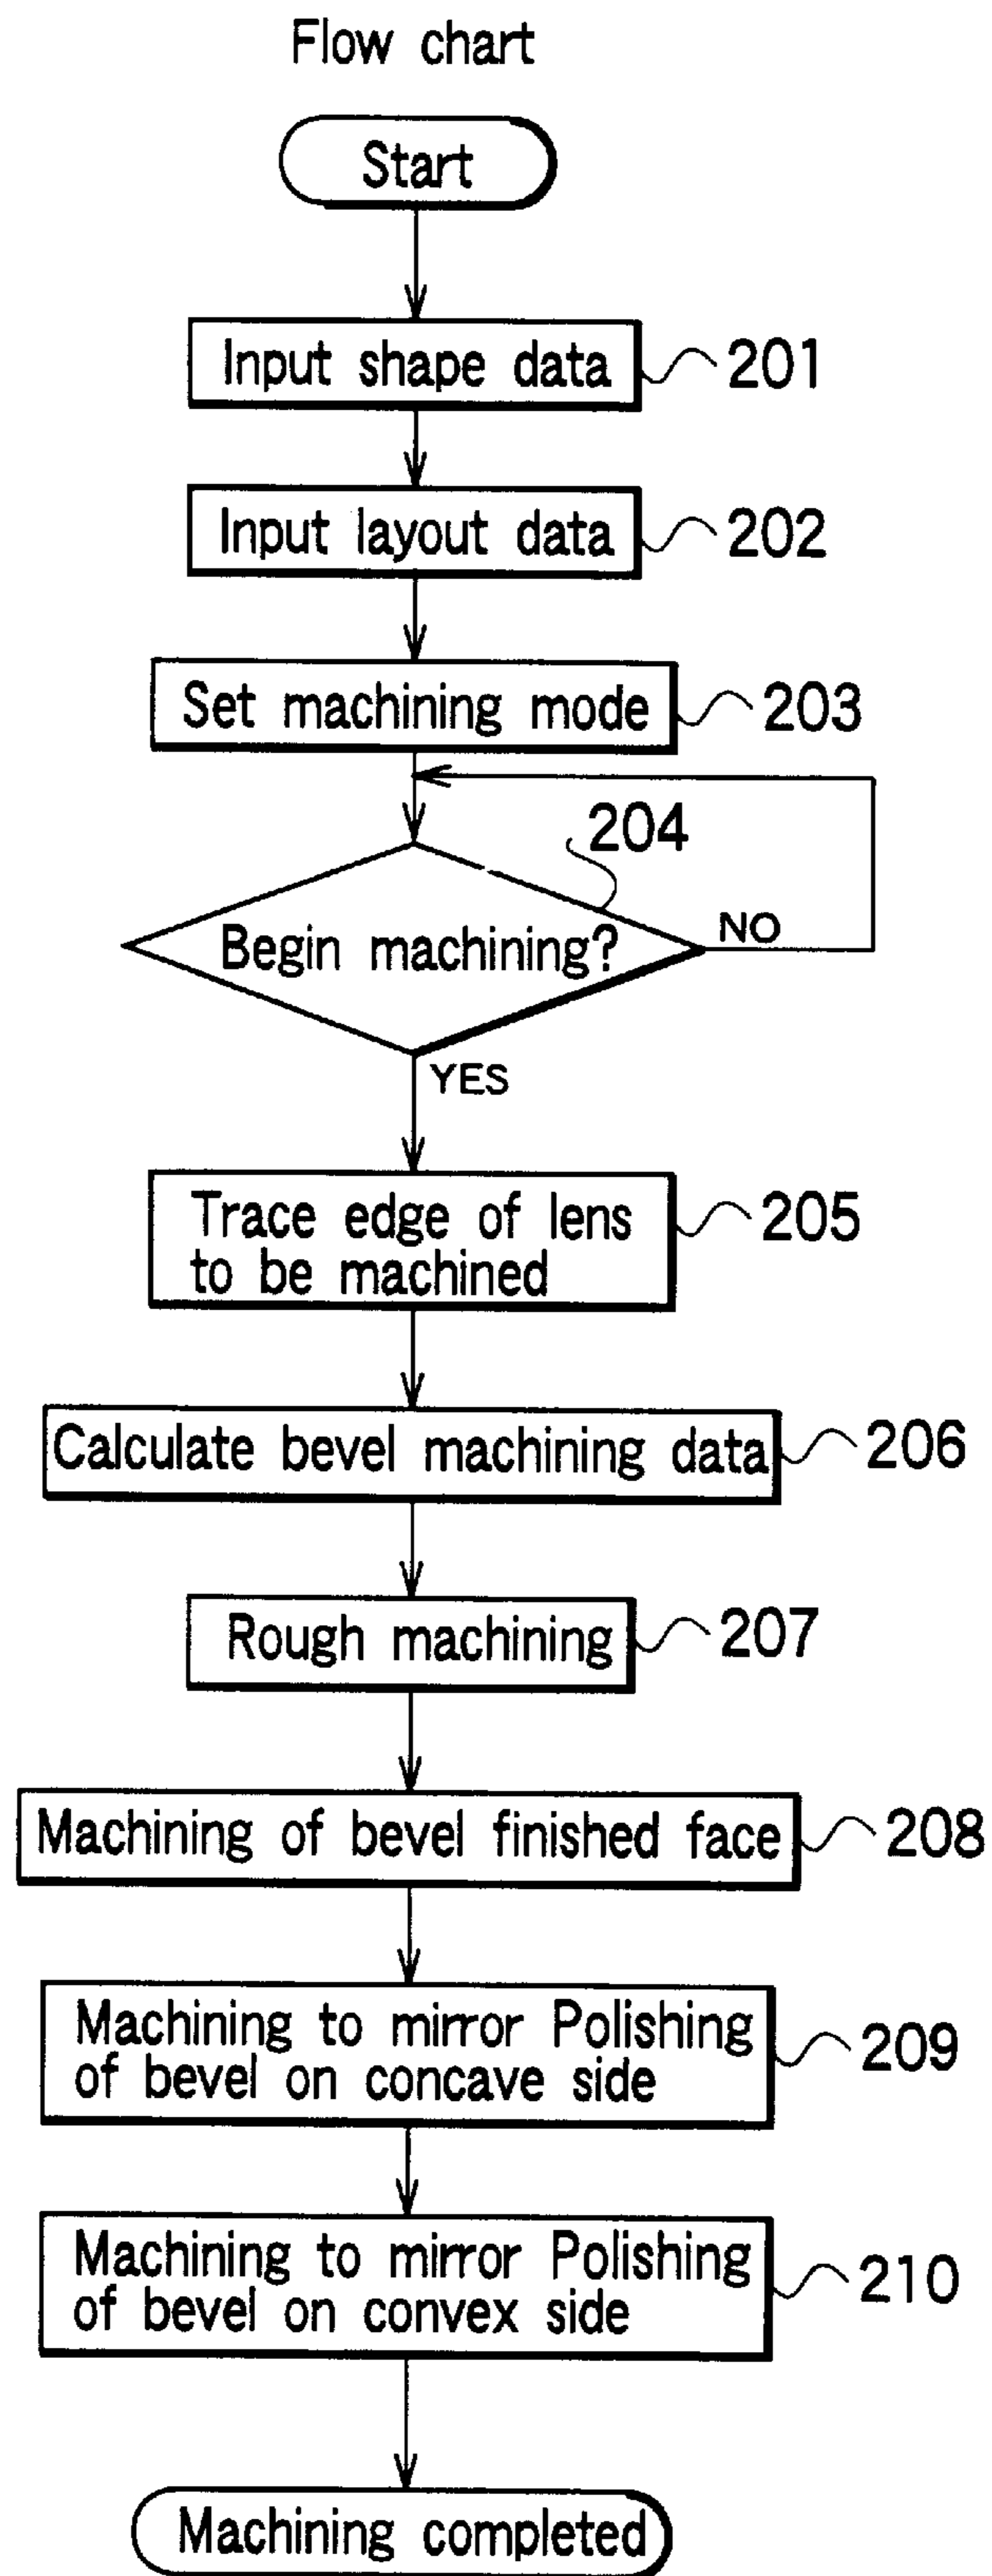 Flow chart
Start
Input shape data
201
Input layout data
202
Set machining mode
203
204
Begin machining?
NO
YES
Trace edge of lens
to be machined
205
Calculate bevel machining data
206
Rough machining
207
Machining of bevel finished face
208
Machining to mirror Polishing
of bevel on concave side
209
Machining to mirror Polishing
of bevel on convex side
210
Machining completed